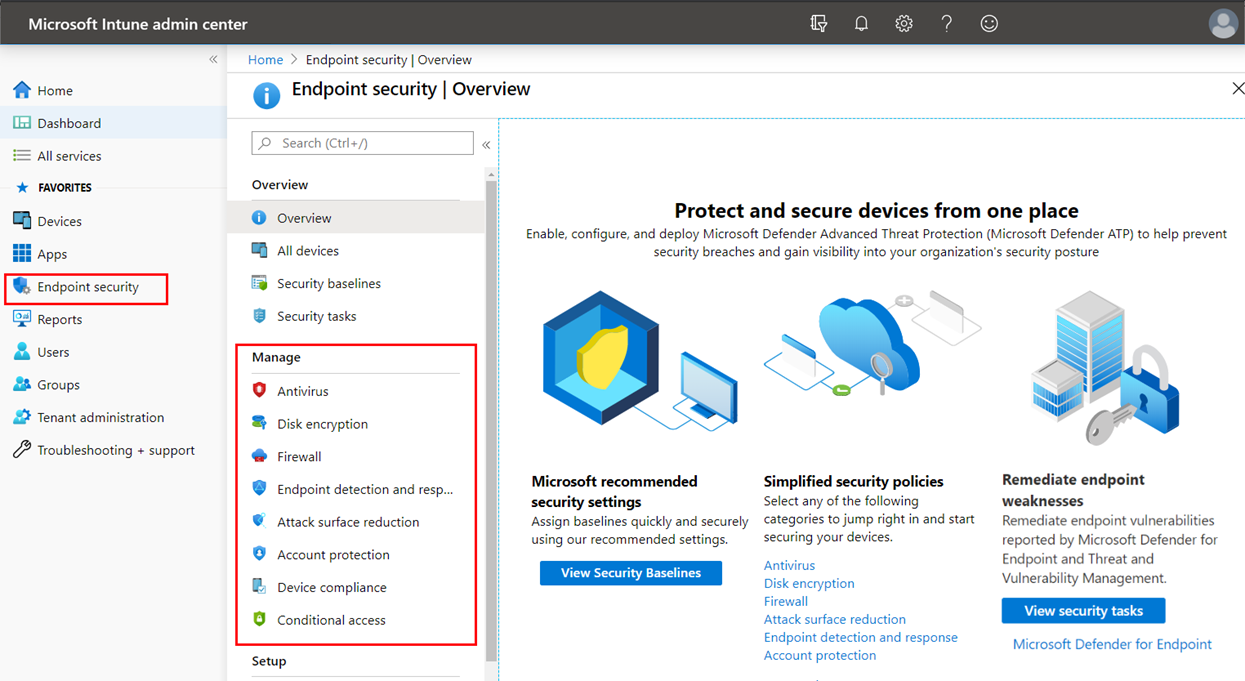 Microsoft Intune admin center
Home
Dashboard
All services
FAVORITES
Devices
Apps
Endpoint security
Reports
Users
Groups
Tenant administration
Troubleshooting + support
Home > Endpoint security | Overview
Endpoint security | Overview
Search (Ctrl+/)
Overview
Overview
All devices
Security baselines
Security tasks
Manage
Antivirus
Disk encryption
Firewall
Endpoint detection and resp...
Attack surface reduction
Account protection
Device compliance
Conditional access
Setup
Protect and secure devices from one place
Enable, configure, and deploy Microsoft Defender Advanced Threat Protection (Microsoft Defender ATP) to help prevent
security breaches and gain visibility into your organization's security posture
Microsoft recommended
security settings
Assign baselines quickly and securely
using our recommended settings.
View Security Baselines
Simplified security policies
Select any of the following
categories to jump right in and start
securing your devices.
Antivirus
Disk encryption
Firewall
Attack surface reduction
Endpoint detection and response
Account protection
Remediate endpoint
weaknesses
Remediate endpoint vulnerabilities
reported by Microsoft Defender for
Endpoint and Threat and
Vulnerability Management.
View security tasks
Microsoft Defender for Endpoint